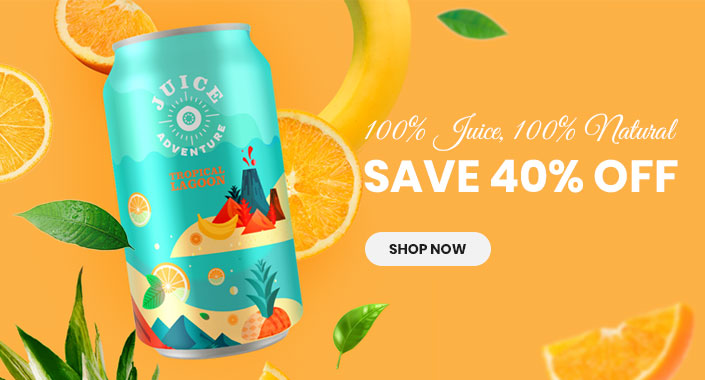 JUICE
ADVENTURE
TROPICAL
LAGOON
100% Juice, 100% Natural
SAVE 40% OFF
SHOP NOW